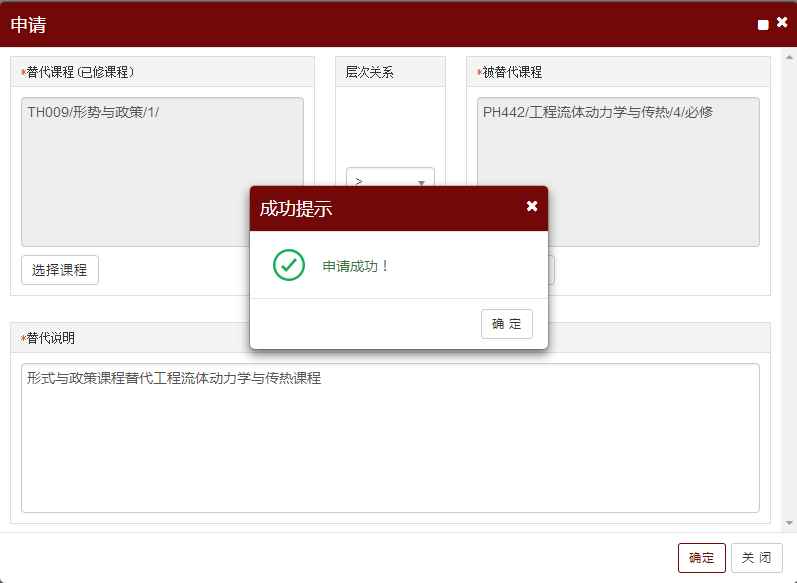 申请
*替代课程(已修课程)
层次关系
*被替代课程
TH009/形势与政策/1/
PH442/工程流体动力学与传热/4/必修
>
成功提示
选择课程
申请成功！
确 定
*替代说明
形式与政策课程替代工程流体动力学与传热课程
确定
关 闭